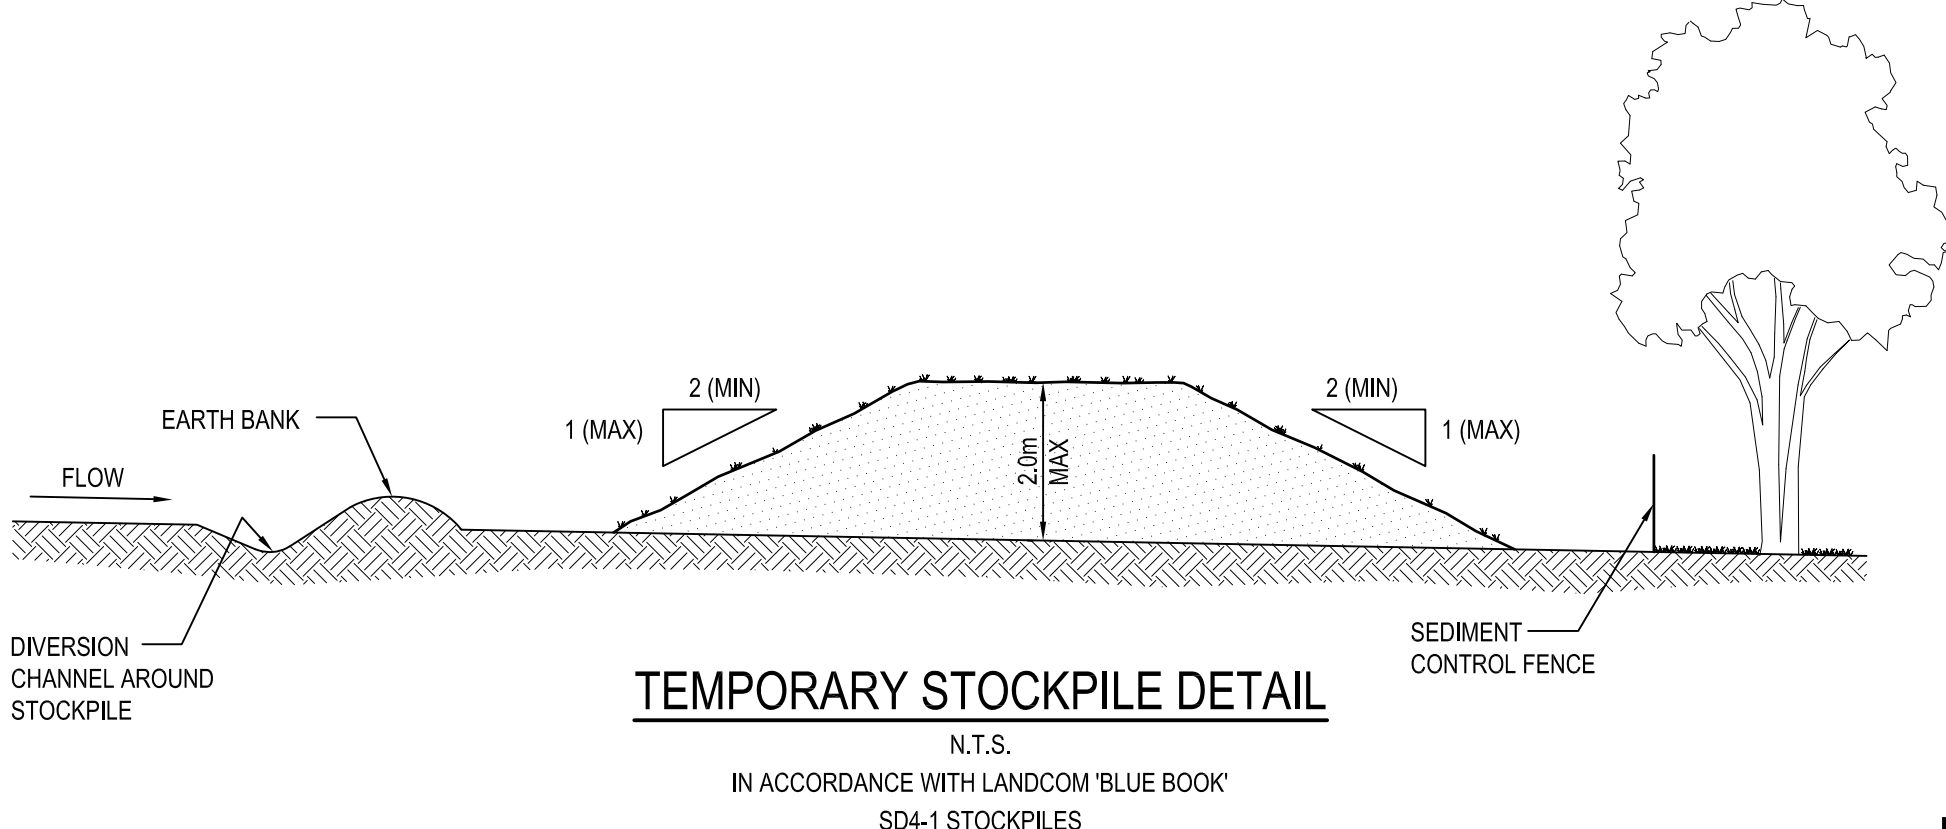 2 (MIN)
1 (MAX)
2 (MIN)
1 (MAX)
EARTH BANK
FLOW
2.0m
MAX
DIVERSION
CHANNEL AROUND
STOCKPILE
SEDIMENT
CONTROL FENCE
TEMPORARY STOCKPILE DETAIL
N.T.S.
IN ACCORDANCE WITH LANDCOM 'BLUE BOOK'
SD4-1 STOCKPILES